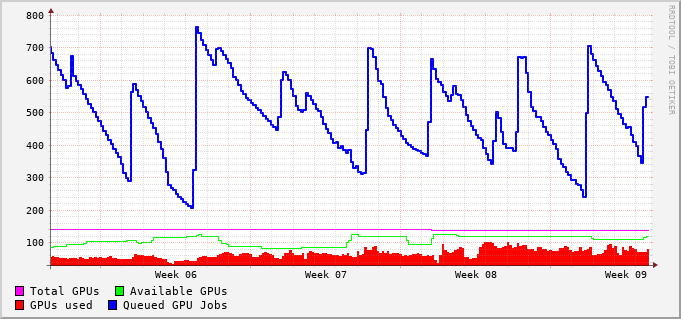 800
700
600
500
400
300
200
100
Week 06 Week 07 Week 08 Week 09
Total GPUs Available GPUs
GPUs used Queued GPU Jobs
RRDTOOL / TOBI OETIKER